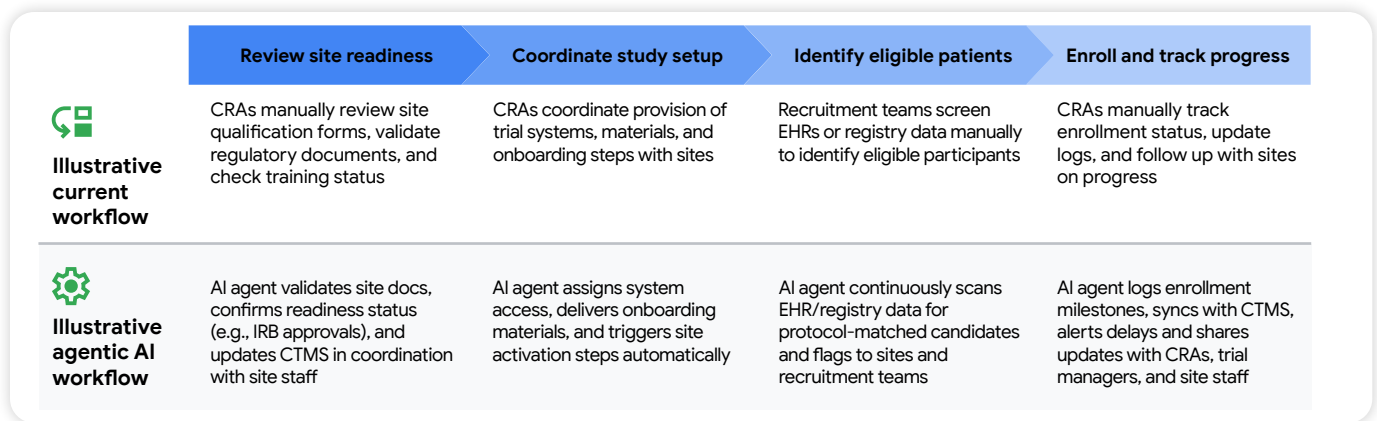 Review site readiness
Coordinate study setup
Identify eligible patients
Enroll and track progress
Illustrative
current
workflow
CRAs manually review site
qualification forms, validate
regulatory documents, and
check training status
CRAs coordinate provision of
trial systems, materials, and
onboarding steps with sites
Recruitment teams screen
EHRs or registry data manually
to identify eligible participants
CRAs manually track
enrollment status, update
logs, and follow up with sites
on progress
Illustrative
agentic AI
workflow
AI agent validates site docs,
confirms readiness status
(e.g., IRB approvals), and
updates CTMS in coordination
with site staff
AI agent assigns system
access, delivers onboarding
materials, and triggers site
activation steps automatically
AI agent continuously scans
EHR/registry data for
protocol-matched candidates
and flags to sites and
recruitment teams
AI agent logs enrollment
milestones, syncs with CTMS,
alerts delays and shares
updates with CRAs, trial
managers, and site staff